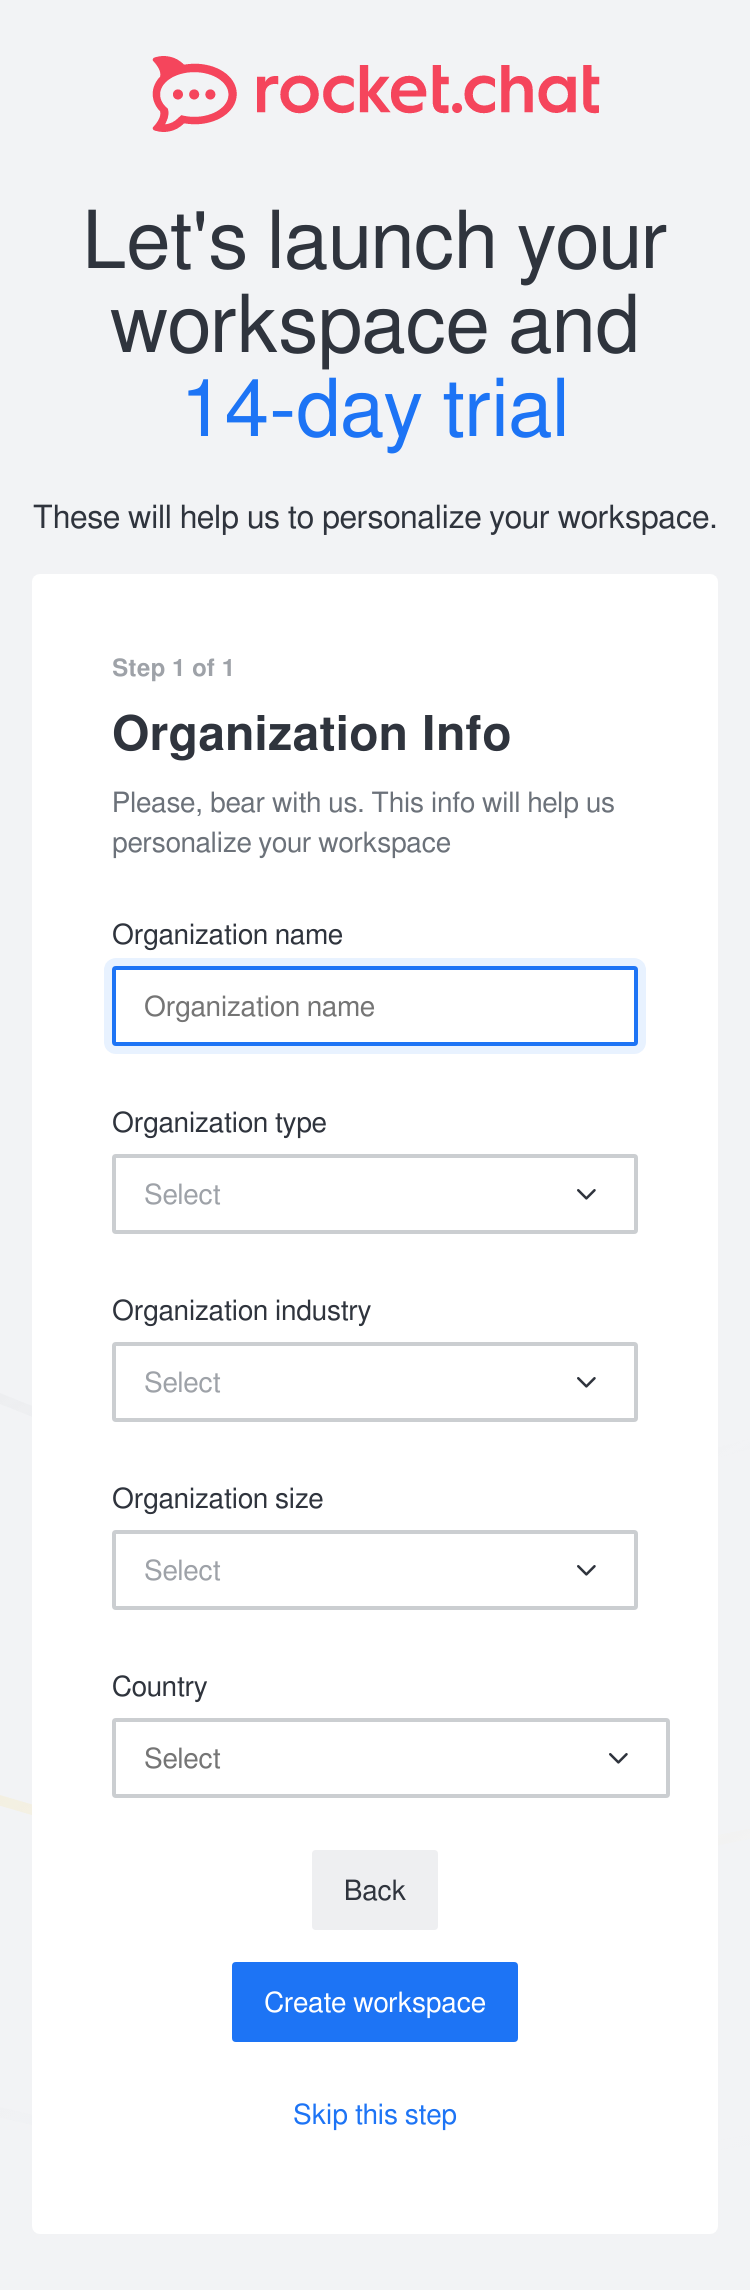 rocket.chat
Let's launch your
workspace and
14-day trial
These will help us to personalize your workspace.
Step 1 of 1
Organization Info
Please, bear with us. This info will help us
personalize your workspace
Organization name
Organization name
Organization type
Select
Organization industry
Select
Organization size
Select
Country
Select
Back
Create workspace
Skip this step